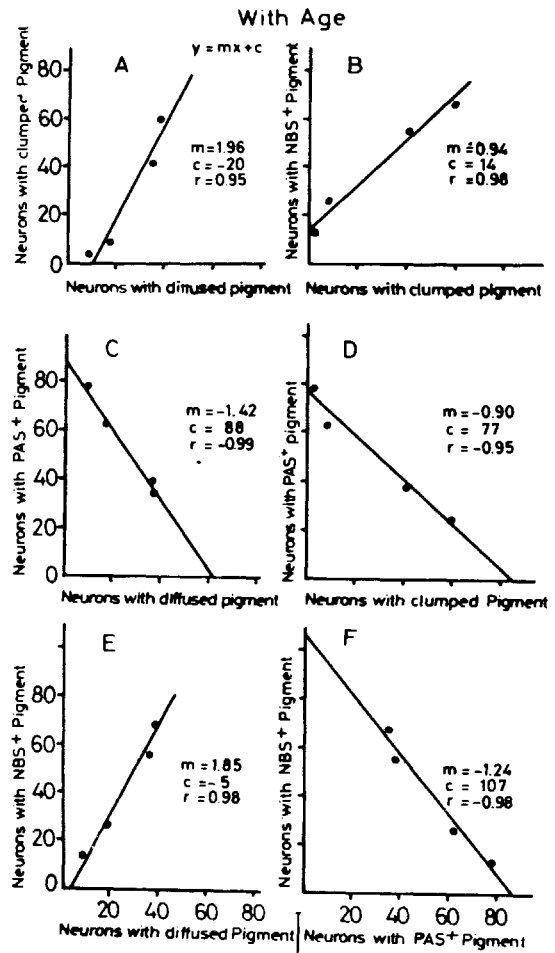 With Age
A
y = mx + c
Neurons with clumped Pigment
80
60
40
20
0
m = 1.96
c = -20
r = 0.95
Neurons with diffused pigment
B
Neurons with NBS+ Pigment
m = 0.94
c = 14
r = 0.98
Neurons with clumped pigment
C
Neurons with PAS+ Pigment
80
60
40
20
0
m = -1.42
c = 88
r = -0.99
Neurons with diffused pigment
D
Neurons with PAS+ pigment
m = -0.90
c = 77
r = -0.95
Neurons with clumped Pigment
E
Neurons with NBS+ Pigment
80
60
40
20
0
m = 1.85
c = -5
r = 0.98
20 40 60 80
Neurons with diffused Pigment
F
Neurons with NBS+ Pigment
m = -1.24
c = 107
r = -0.98
20 40 60 80
Neurons with PAS+ Pigment